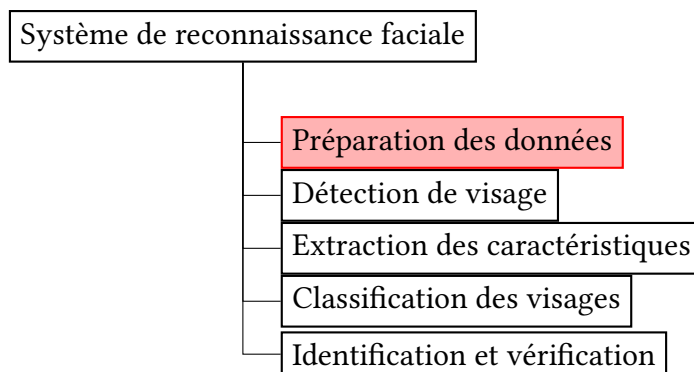 Système de reconnaissance faciale
Préparation des données
Détection de visage
Extraction des caractéristiques
Classification des visages
Identification et vérification